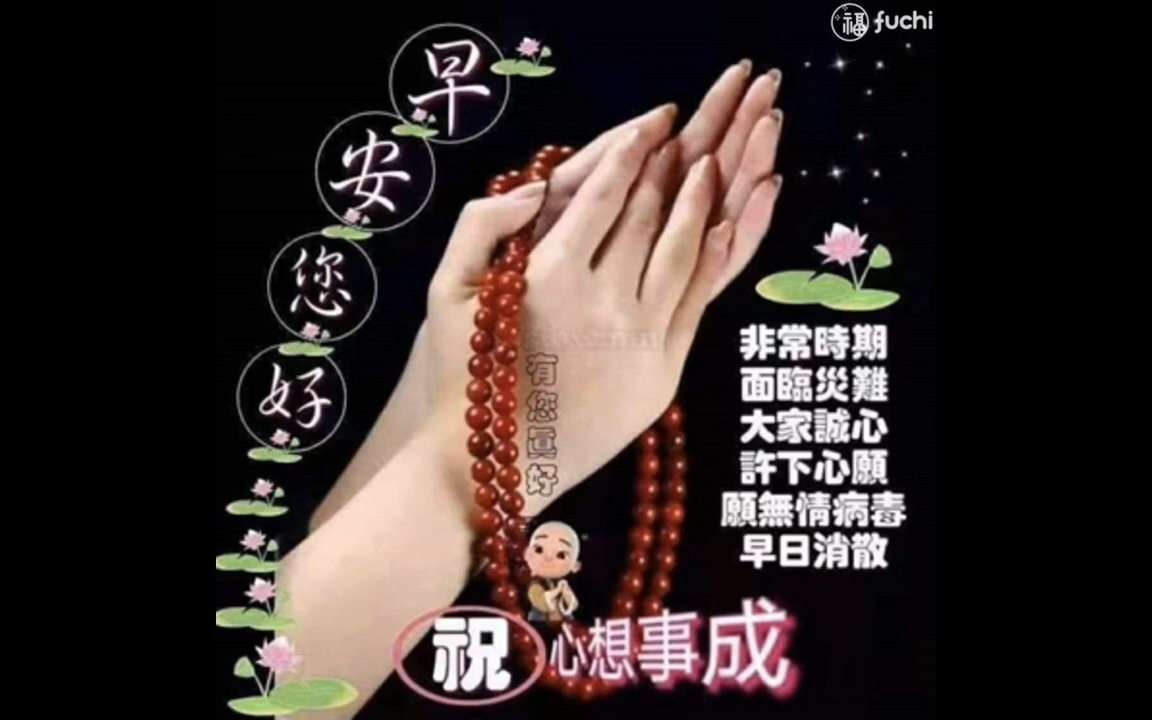 福 fuchi
早安您好
有您真好
非常時期
面臨災難
大家誠心
許下心願
願無情病毒
早日消散
祝心想事成